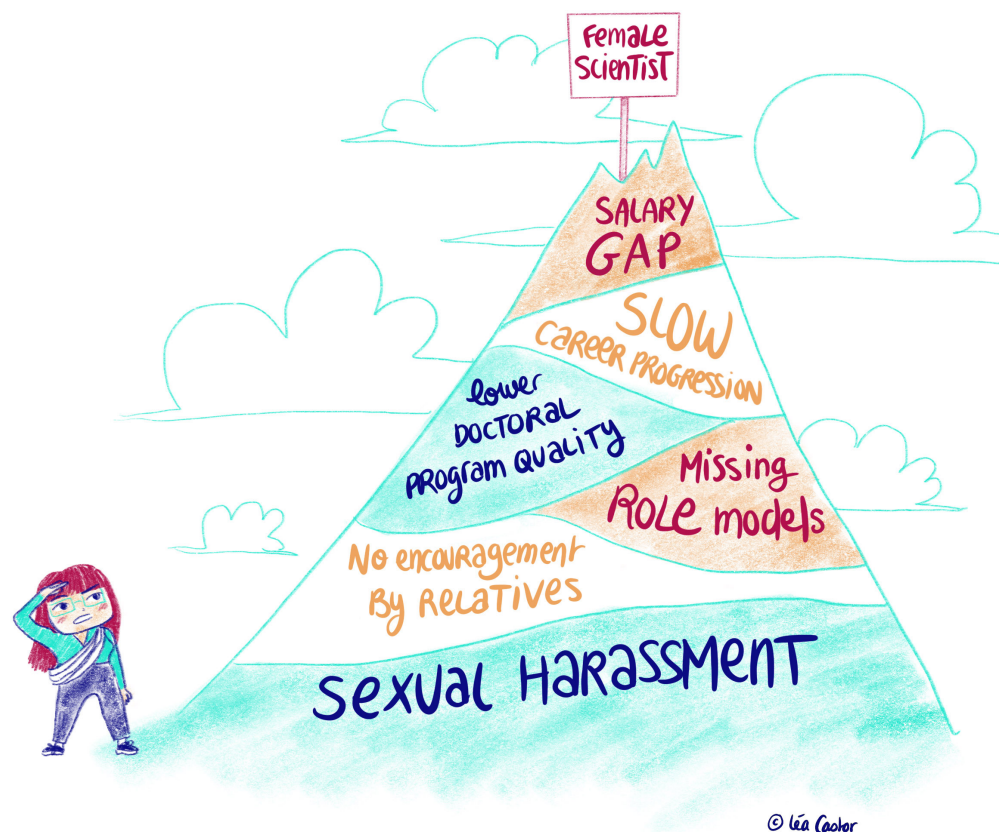 Female
Scientist
SALARY
GAP
SLOW
CAREER PROGRESSION
lower
DOCTORAL
PROgram QUALITY
Missing
ROLE models
No encouragement
By RELATIVES
Sexual HARASSMENT
© Léa Castor